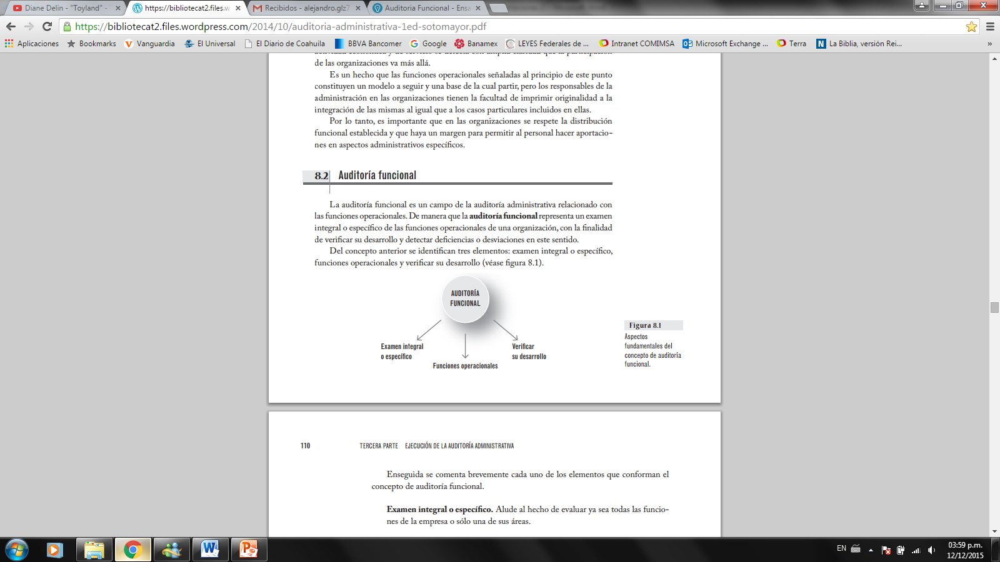 Diane Delin - "Toyland" -
https://bibliotecat2.files.w
Recibidos - alejandro.glz7
Auditoria Funcional - Ensa
https://bibliotecat2.files.wordpress.com/2014/10/auditoria-administrativa-1ed-sotomayor.pdf
Aplicaciones Bookmarks Vanguardia El Universal El Diario de Coahuila BBVA Bancomer Google Banamex LEYES Federales de ... Intranet COMIMSA Microsoft Exchange ... Terra La Biblia, versión Rei... »
de las organizaciones va más allá.
Es un hecho que las funciones operacionales señaladas al principio de este punto
constituyen un modelo a seguir y una base de la cual partir, pero los responsables de la
administración en las organizaciones tienen la facultad de imprimir originalidad a la
integración de las mismas al igual que a los casos particulares incluidos en ellas.
Por lo tanto, es importante que en las organizaciones se respete la distribución
funcional establecida y que haya un margen para permitir al personal hacer aportacio-
nes en aspectos administrativos específicos.
8.2 Auditoría funcional
La auditoría funcional es un campo de la auditoría administrativa relacionado con
las funciones operacionales. De manera que la auditoría funcional representa un examen
integral o específico de las funciones operacionales de una organización, con la finalidad
de verificar su desarrollo y detectar deficiencias o desviaciones en este sentido.
Del concepto anterior se identifican tres elementos: examen integral o específico,
funciones operacionales y verificar su desarrollo (véase figura 8.1).
AUDITORÍA
FUNCIONAL
Examen integral
o específico
Funciones operacionales
Verificar
su desarrollo
Figura 8.1
Aspectos
fundamentales del
concepto de auditoría
funcional.
110 TERCERA PARTE EJECUCIÓN DE LA AUDITORÍA ADMINISTRATIVA
Enseguida se comenta brevemente cada uno de los elementos que conforman el
concepto de auditoría funcional.
Examen integral o específico. Alude al hecho de evaluar ya sea todas las funcio-
nes de la empresa o sólo una de sus áreas.
EN
03:59 p.m.
12/12/2015